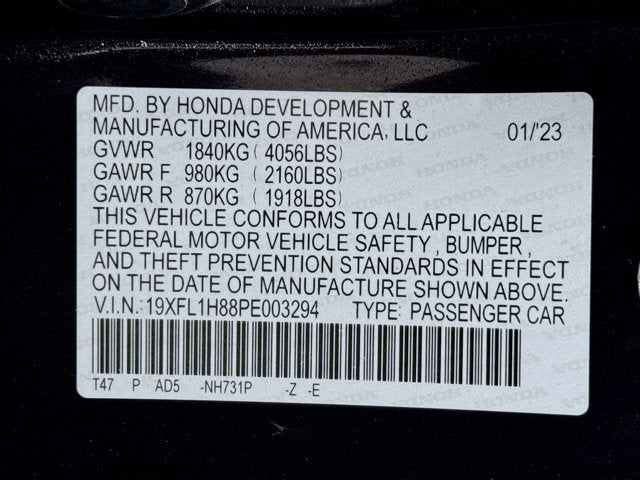 MFD. BY HONDA DEVELOPMENT &
MANUFACTURING OF AMERICA, LLC 01/'23
GVWR 1840KG (4056LBS)
GAWR F 980KG (2160LBS)
GAWR R 870KG (1918LBS)
THIS VEHICLE CONFORMS TO ALL APPLICABLE
FEDERAL MOTOR VEHICLE SAFETY, BUMPER,
AND THEFT PREVENTION STANDARDS IN EFFECT
ON THE DATE OF MANUFACTURE SHOWN ABOVE.
V.I.N.: 19XFL1H88PE003294 TYPE: PASSENGER CAR
T47 P AD5 -NH731P -Z -E